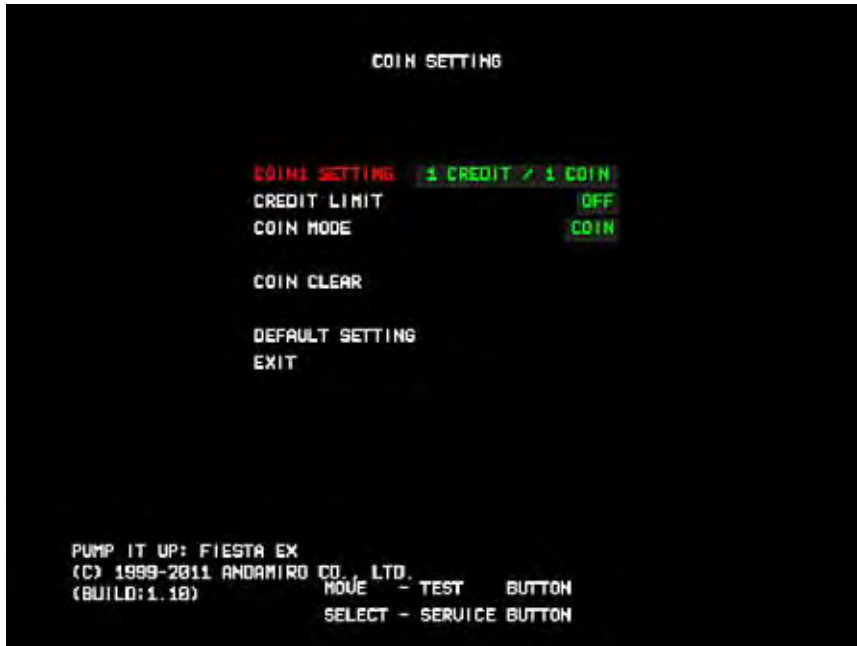 COIN SETTING
COIN1 SETTING 1 CREDIT / 1 COIN
CREDIT LIMIT OFF
COIN MODE COIN
COIN CLEAR
DEFAULT SETTING
EXIT
PUMP IT UP: FIESTA EX
(C) 1999-2011 ANDAMIRO CO., LTD.
(BUILD:1.10)
MOVE - TEST BUTTON
SELECT - SERVICE BUTTON